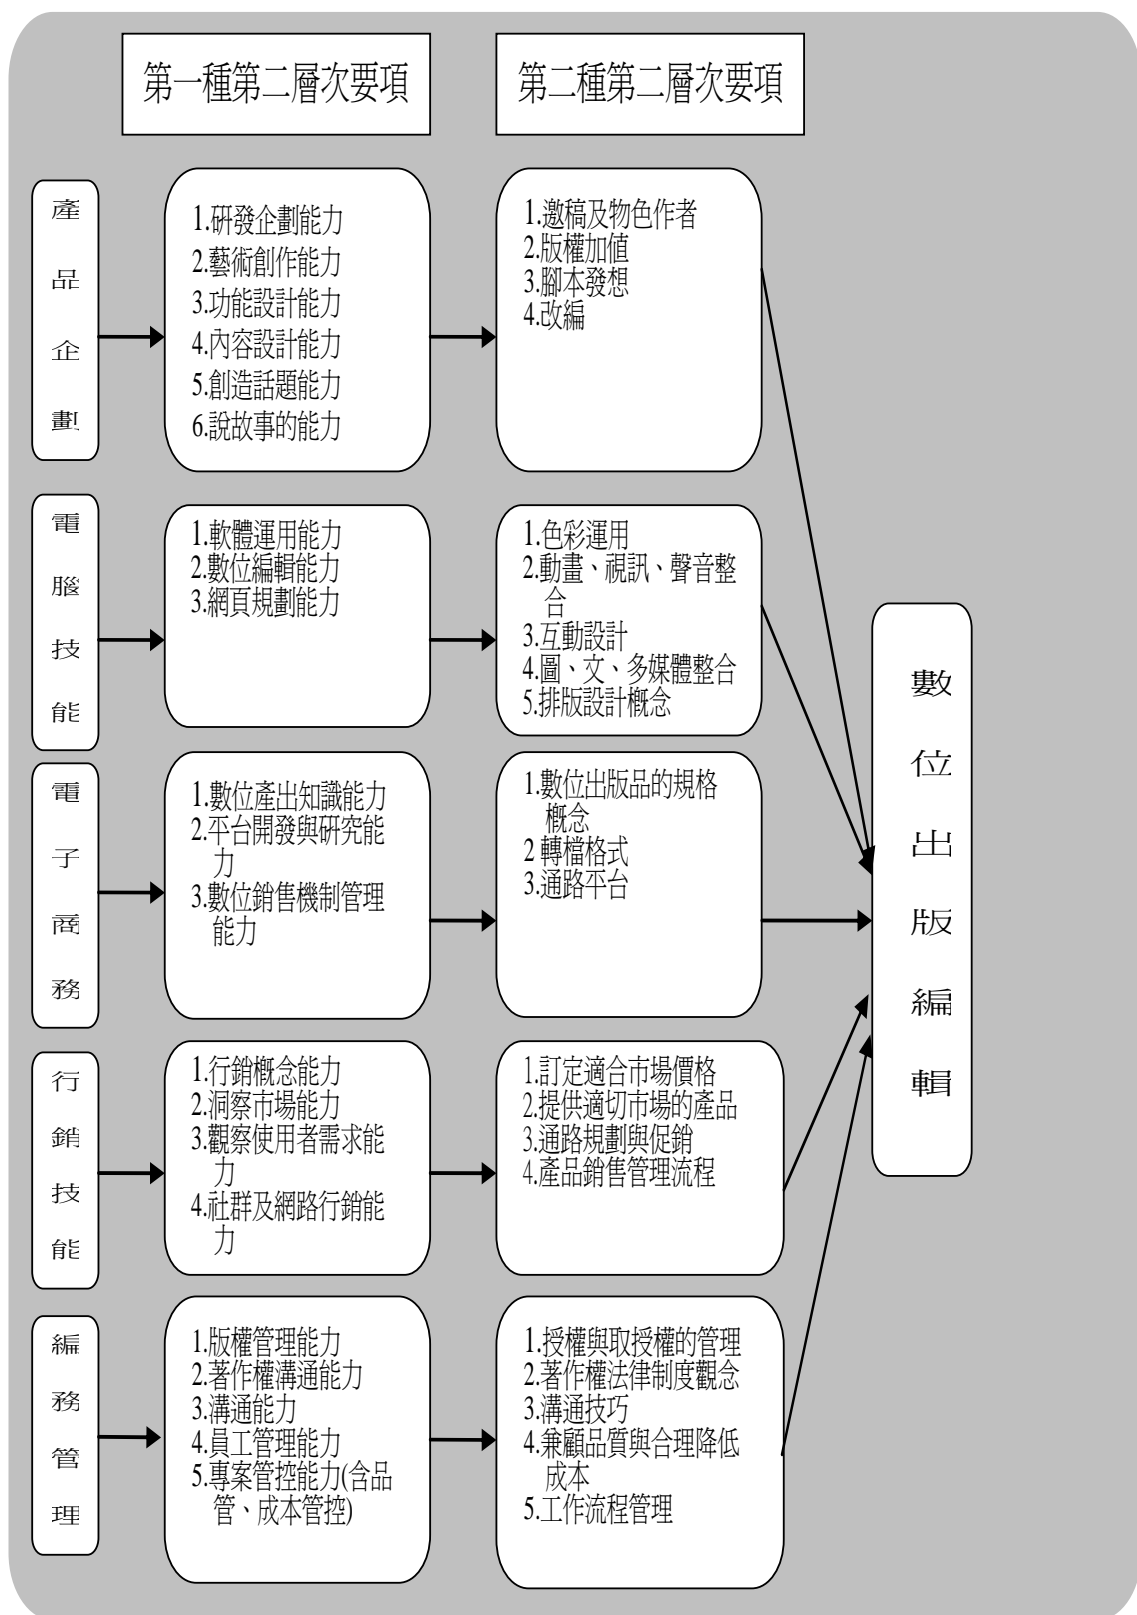 第一種第二層次要項
第二種第二層次要項
產品企劃
1.研發企劃能力
2.藝術創作能力
3.功能設計能力
4.內容設計能力
5.創造話題能力
6.說故事的能力
1.邀稿及物色作者
2.版權加值
3.腳本發想
4.改編
電腦技能
1.軟體運用能力
2.數位編輯能力
3.網頁規劃能力
1.色彩運用
2.動畫、視訊、聲音整
合
3.互動設計
4.圖、文、多媒體整合
5.排版設計概念
電子商務
1.數位產出知識能力
2.平台開發與研究能
力
3.數位銷售機制管理
能力
1.數位出版品的規格
概念
2 轉檔格式
3.通路平台
行銷技能
1.行銷概念能力
2.洞察市場能力
3.觀察使用者需求能
力
4.社群及網路行銷能
力
1.訂定適合市場價格
2.提供適切市場的產品
3.通路規劃與促銷
4.產品銷售管理流程
編務管理
1.版權管理能力
2.著作權溝通能力
3.溝通能力
4.員工管理能力
5.專案管控能力(含品
管、成本管控)
1.授權與取授權的管理
2.著作權法律制度觀念
3.溝通技巧
4.兼顧品質與合理降低
成本
5.工作流程管理
數位出版編輯